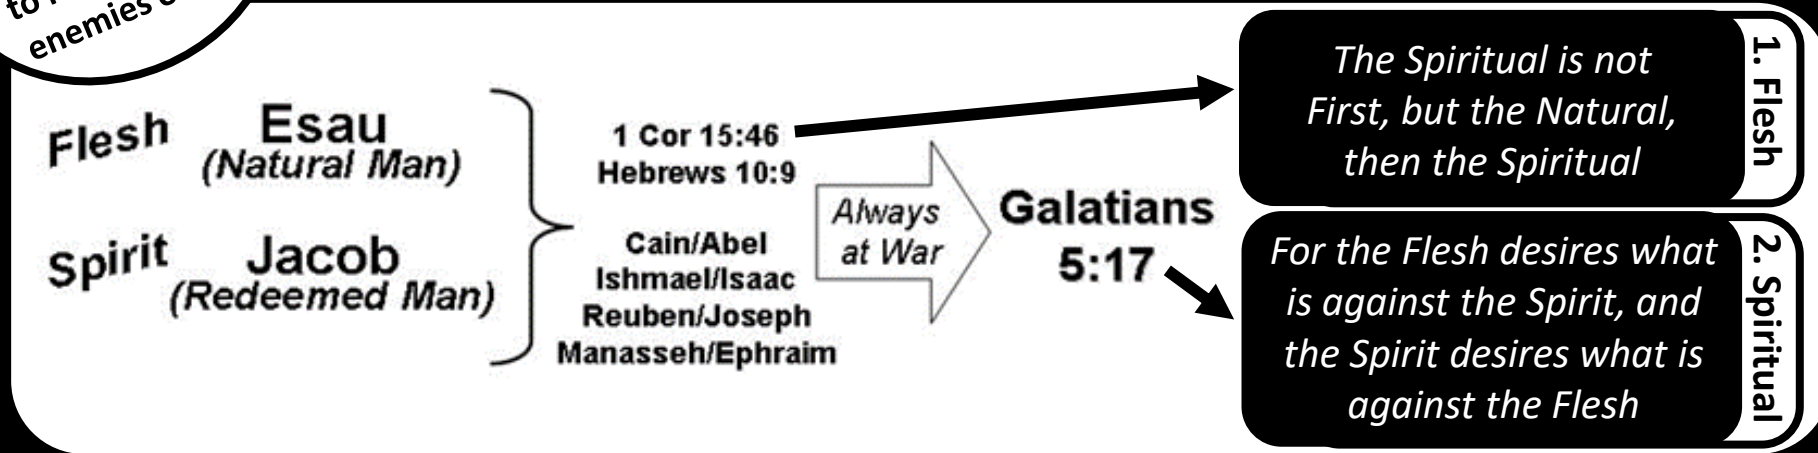 to
enemies
Flesh
Esau
(Natural Man)
Spirit
Jacob
(Redeemed Man)
1 Cor 15:46
Hebrews 10:9
Cain/Abel
Ishmael/Isaac
Reuben/Joseph
Manasseh/Ephraim
Always
at War
Galatians
5:17
The Spiritual is not
First, but the Natural,
then the Spiritual
1. Flesh
For the Flesh desires what
is against the Spirit, and
the Spirit desires what is
against the Flesh
2. Spiritual